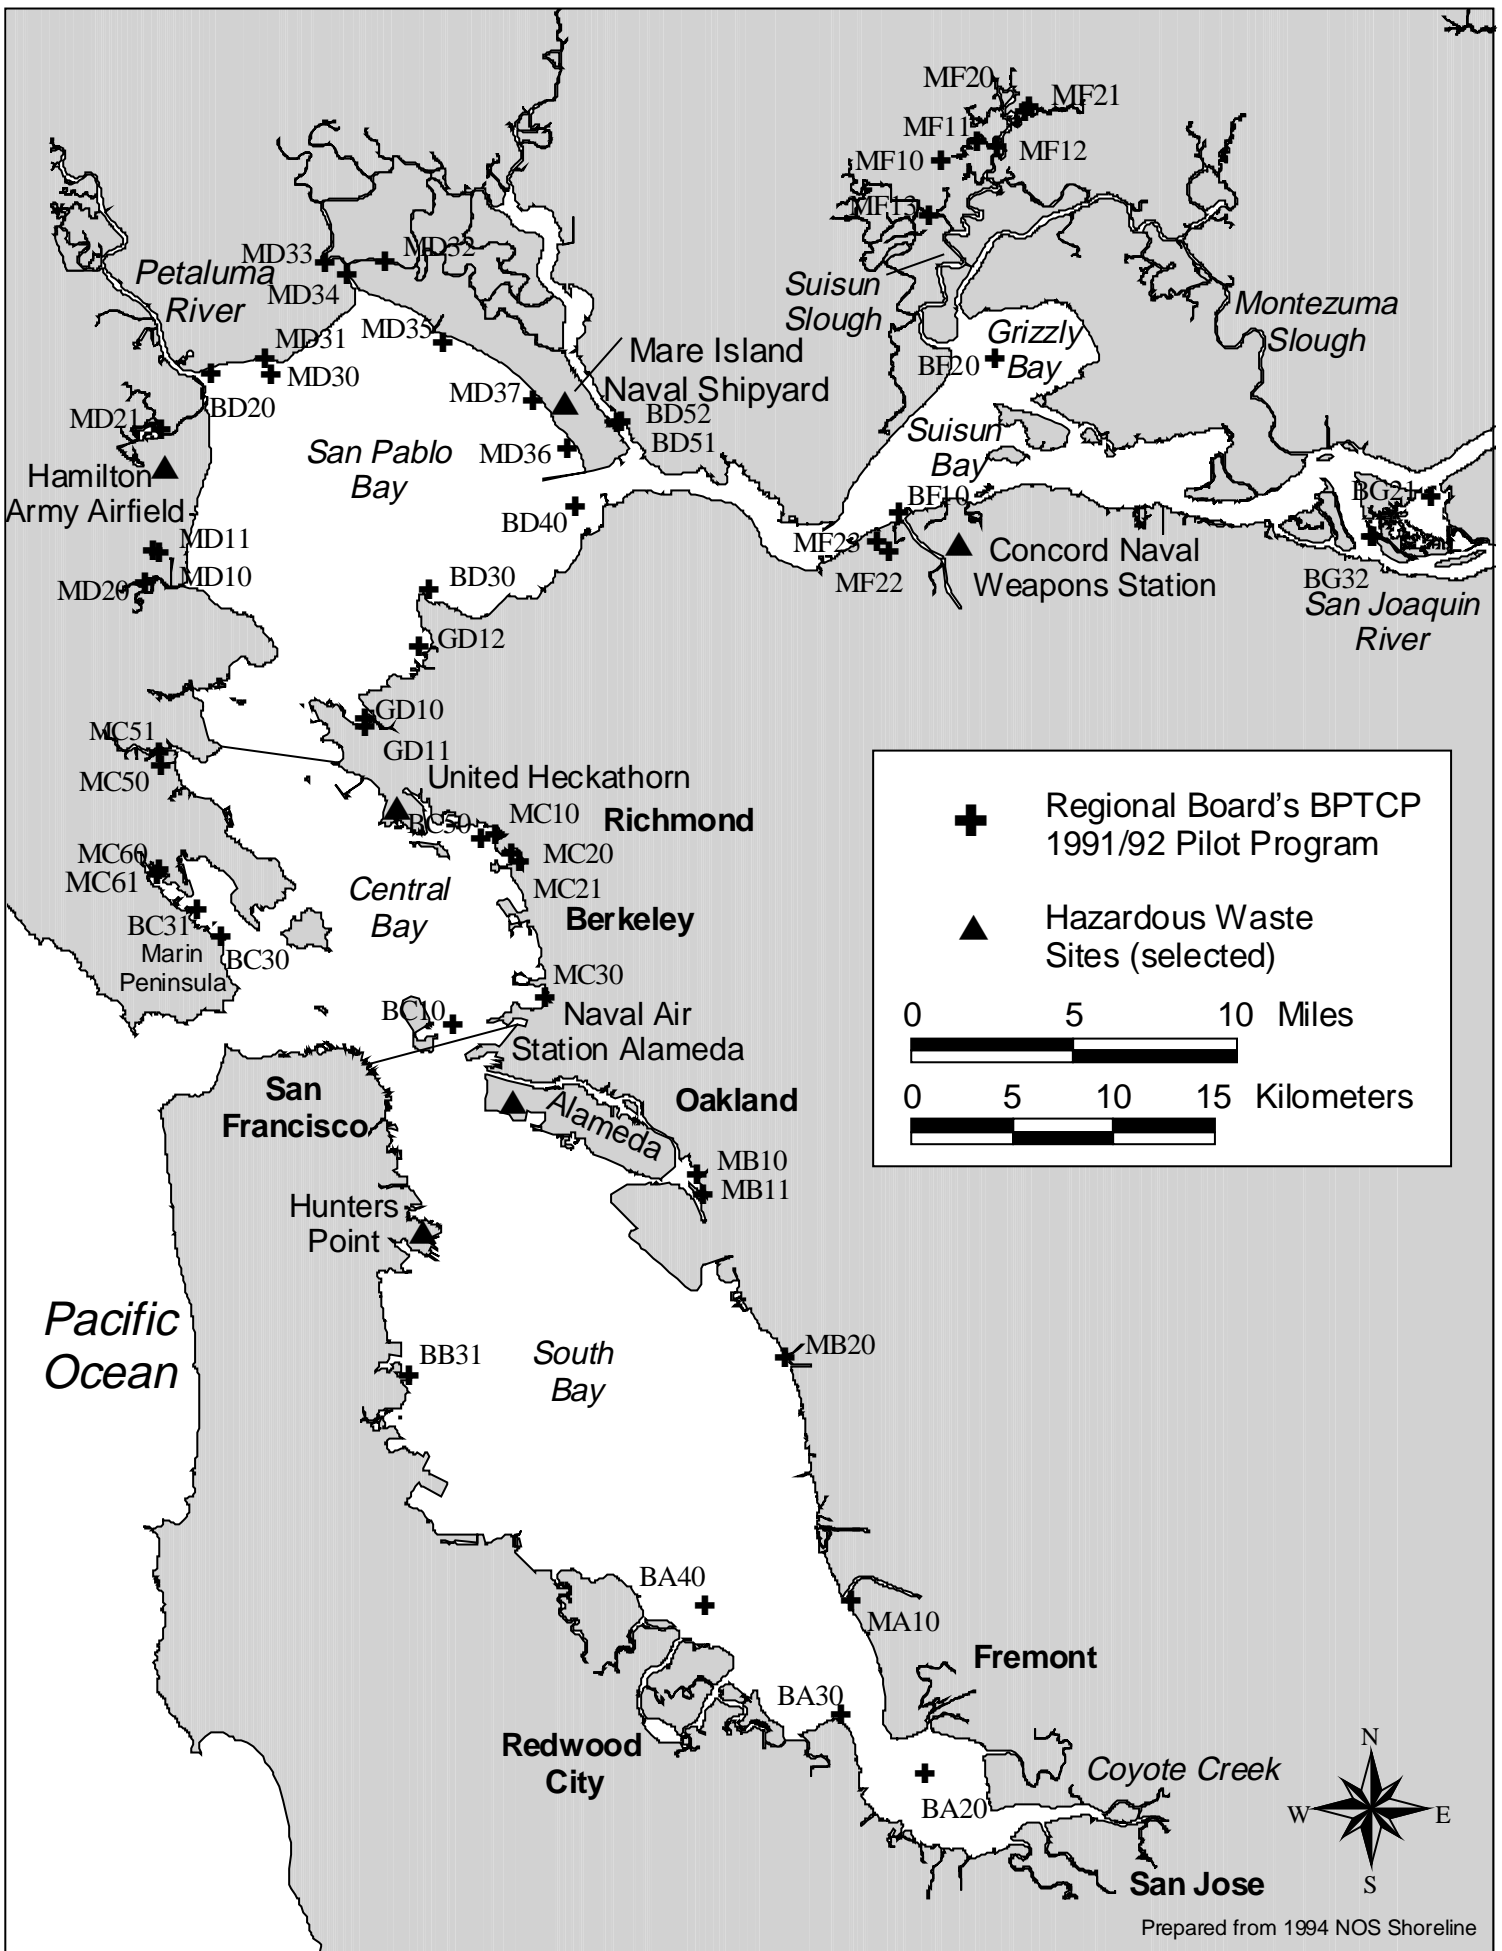 MF20
MF21
MF11
MF12
MF10
MF13
MD33
MD32
Petaluma
River
MD34
Suisun
Slough
Montezuma
Slough
MD31
MD35
Grizzly
Bay
MD30
Mare Island
Naval Shipyard
BF20
MD37
BD20
BD52
MD21
BD51
San Pablo
Bay
MD36
Suisun
Bay
Hamilton
Army Airfield
BF10
BG21
BD40
MD11
MF23
Concord Naval
Weapons Station
MD10
MD20
BD30
MF22
BG32
San Joaquin
River
GD12
GD10
MC51
GD11
MC50
United Heckathorn
BC50
MC10
Richmond
MC60
MC20
MC61
MC21
Central
Bay
BC31
Berkeley
Marin
Peninsula
BC30
MC30
BC10
Naval Air
Station Alameda
San
Francisco
Alameda
Oakland
MB10
MB11
Hunters
Point
Pacific
Ocean
BB31
South
Bay
MB20
BA40
MA10
Fremont
BA30
Redwood
City
Coyote Creek
BA20
San Jose
Regional Board's BPTCP
1991/92 Pilot Program
Hazardous Waste
Sites (selected)
0 5 10 Miles
0 5 10 15 Kilometers
N
W E
S
Prepared from 1994 NOS Shoreline